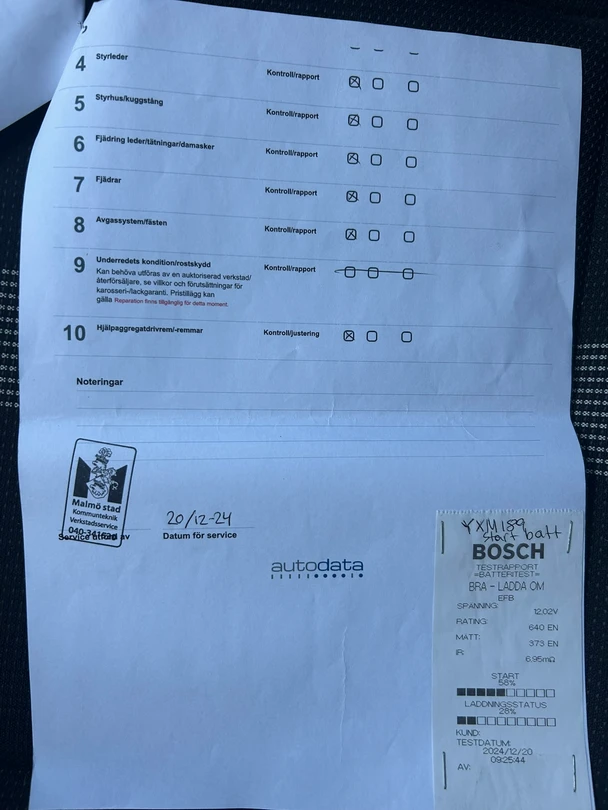 4 Styrleder
Kontroll/rapport
5 Styrhus/kuggstång
Kontroll/rapport
6 Fjädring leder/tätningar/damasker
Kontroll/rapport
7 Fjädrar
Kontroll/rapport
8 Avgassystem/fästen
Kontroll/rapport
9 Underredets kondition/rostskydd
Kontroll/rapport
Kan behöva utföras av en auktoriserad verkstad/
återförsäljare, se villkor och förutsättningar för
karosseri-/lackgaranti. Pristillägg kan
gälla Reparation finns tillgänglig för detta moment.
10 Hjälpaggregatdrivrem/-remmar
Kontroll/justering
Noteringar
Malmö stad
Kommunteknik
Verkstadsservice
Service utförd av
20/12-24
Datum för service
autodata
YXM189
start batt
BOSCH
TESTRAPPORT
=BATTERITEST=
BRA - LADDA OM
EFB
SPANNING:
12.02V
RATING:
640 EN
MATT:
373 EN
IR:
6.95mΩ
START
58%
LADDNINGSSTATUS
28%
KUND:
TESTDATUM:
2024/12/20
09:25:44
AV: